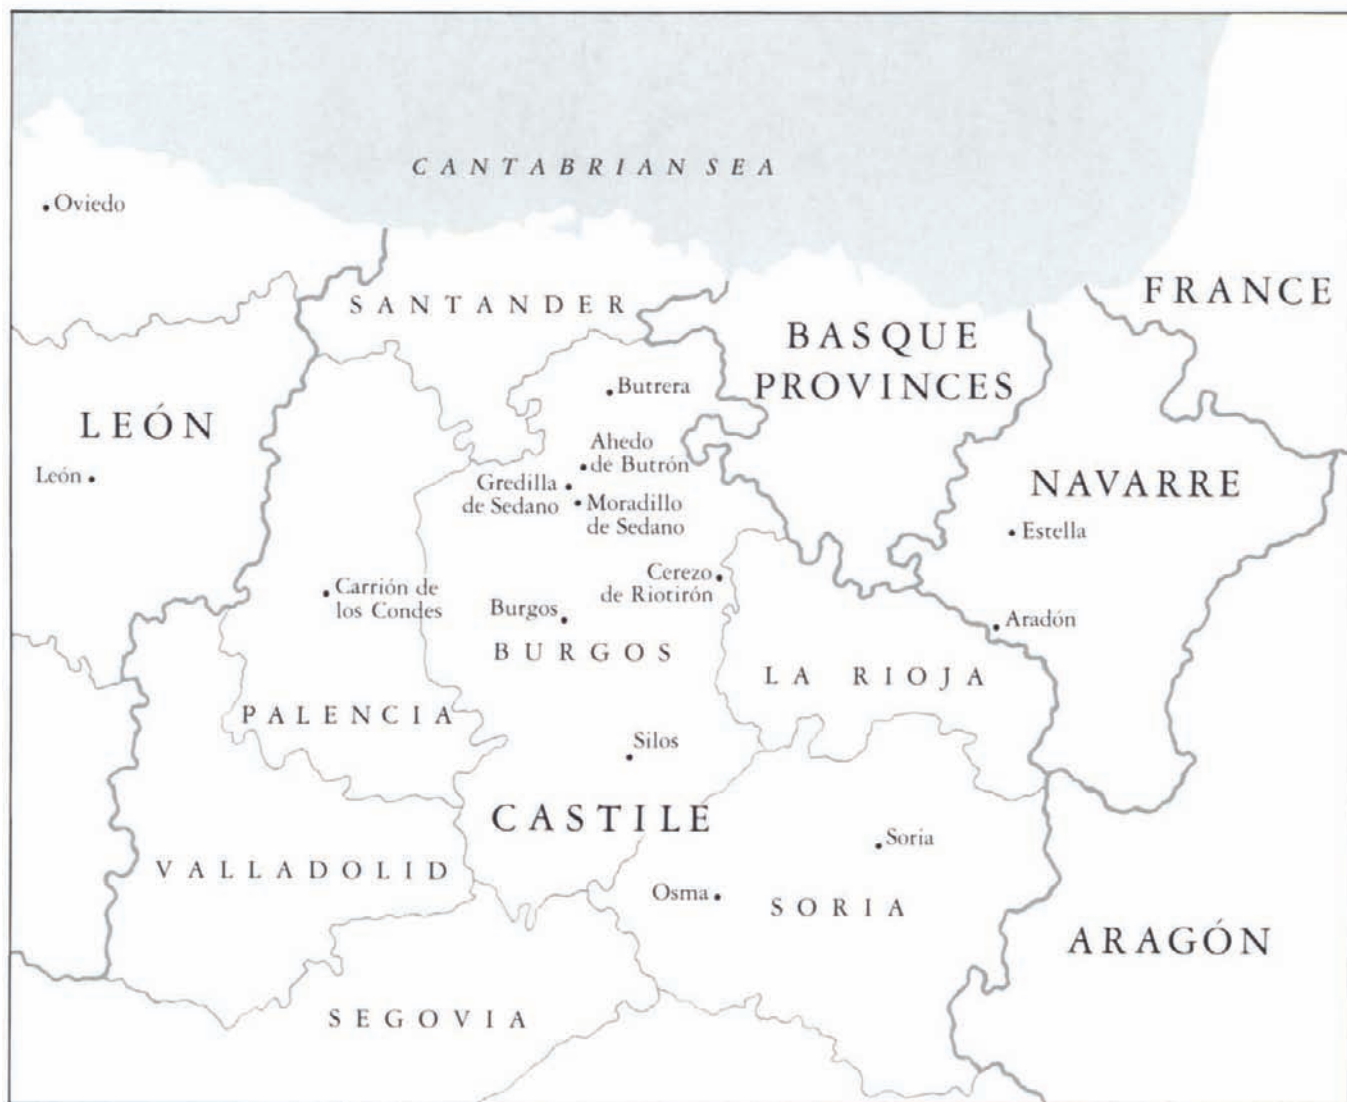 CANTABRIAN SEA
Oviedo
FRANCE
SANTANDER
BASQUE
PROVINCES
Butrera
LEÓN
Ahedo
de Butrón
León
Gredilla
de Sedano
Moradillo
de Sedano
NAVARRE
Estella
Cerezo
de Riotirón
Carrión de
los Condes
Burgos
Aradón
BURGOS
LA RIOJA
PALENCIA
Silos
CASTILE
Soria
VALLADOLID
Osma
SORIA
ARAGÓN
SEGOVIA